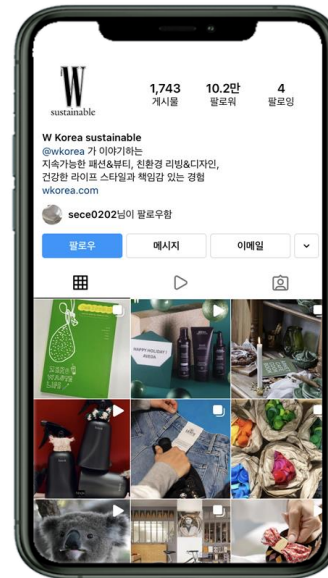 W
sustainable
1,743 10.2만 4
게시물 팔로워 팔로잉
W Korea sustainable
@wkorea 가 이야기하는
지속가능한 패션&뷰티, 친환경 리빙&디자인,
건강한 라이프 스타일과 책임감 있는 경험
wkorea.com
sece0202님이 팔로우함
팔로우 메시지 이메일
HAPPY HOLIDAY!